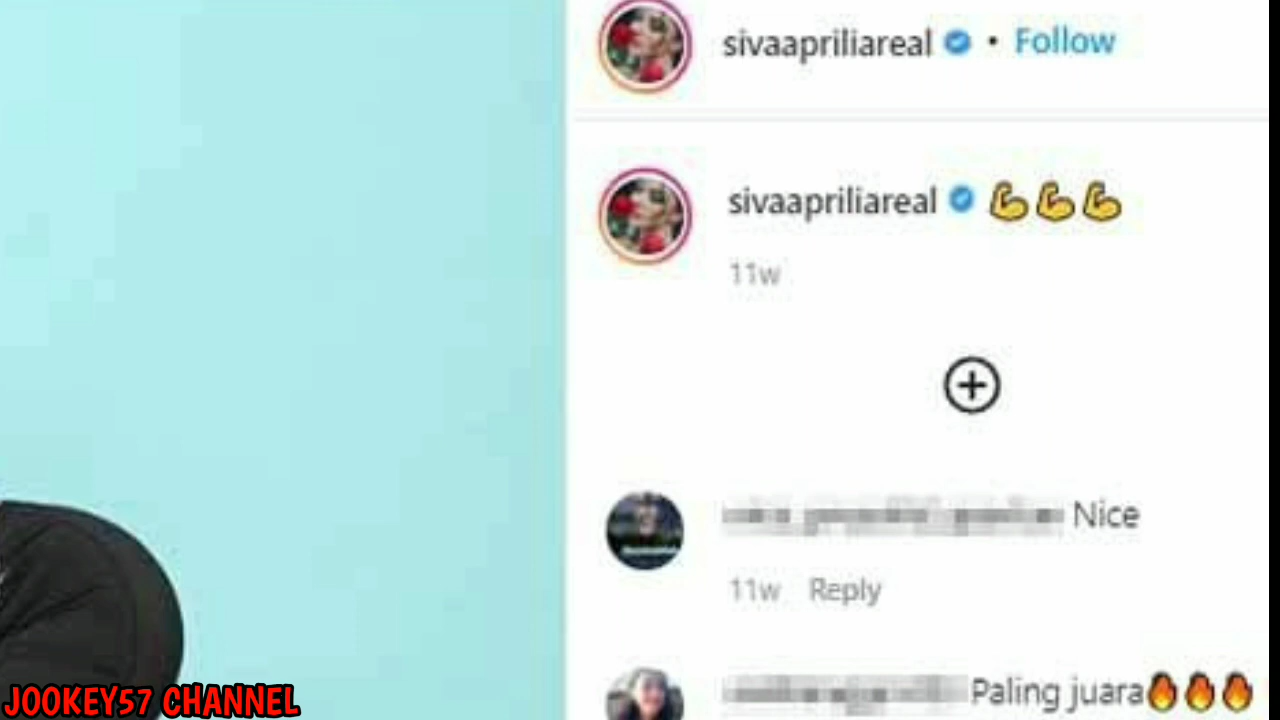 sivaapriliareal • Follow
sivaapriliareal 💪💪💪
11w
Nice
11w Reply
Paling juara🔥🔥🔥
JOOKEY57 CHANNEL